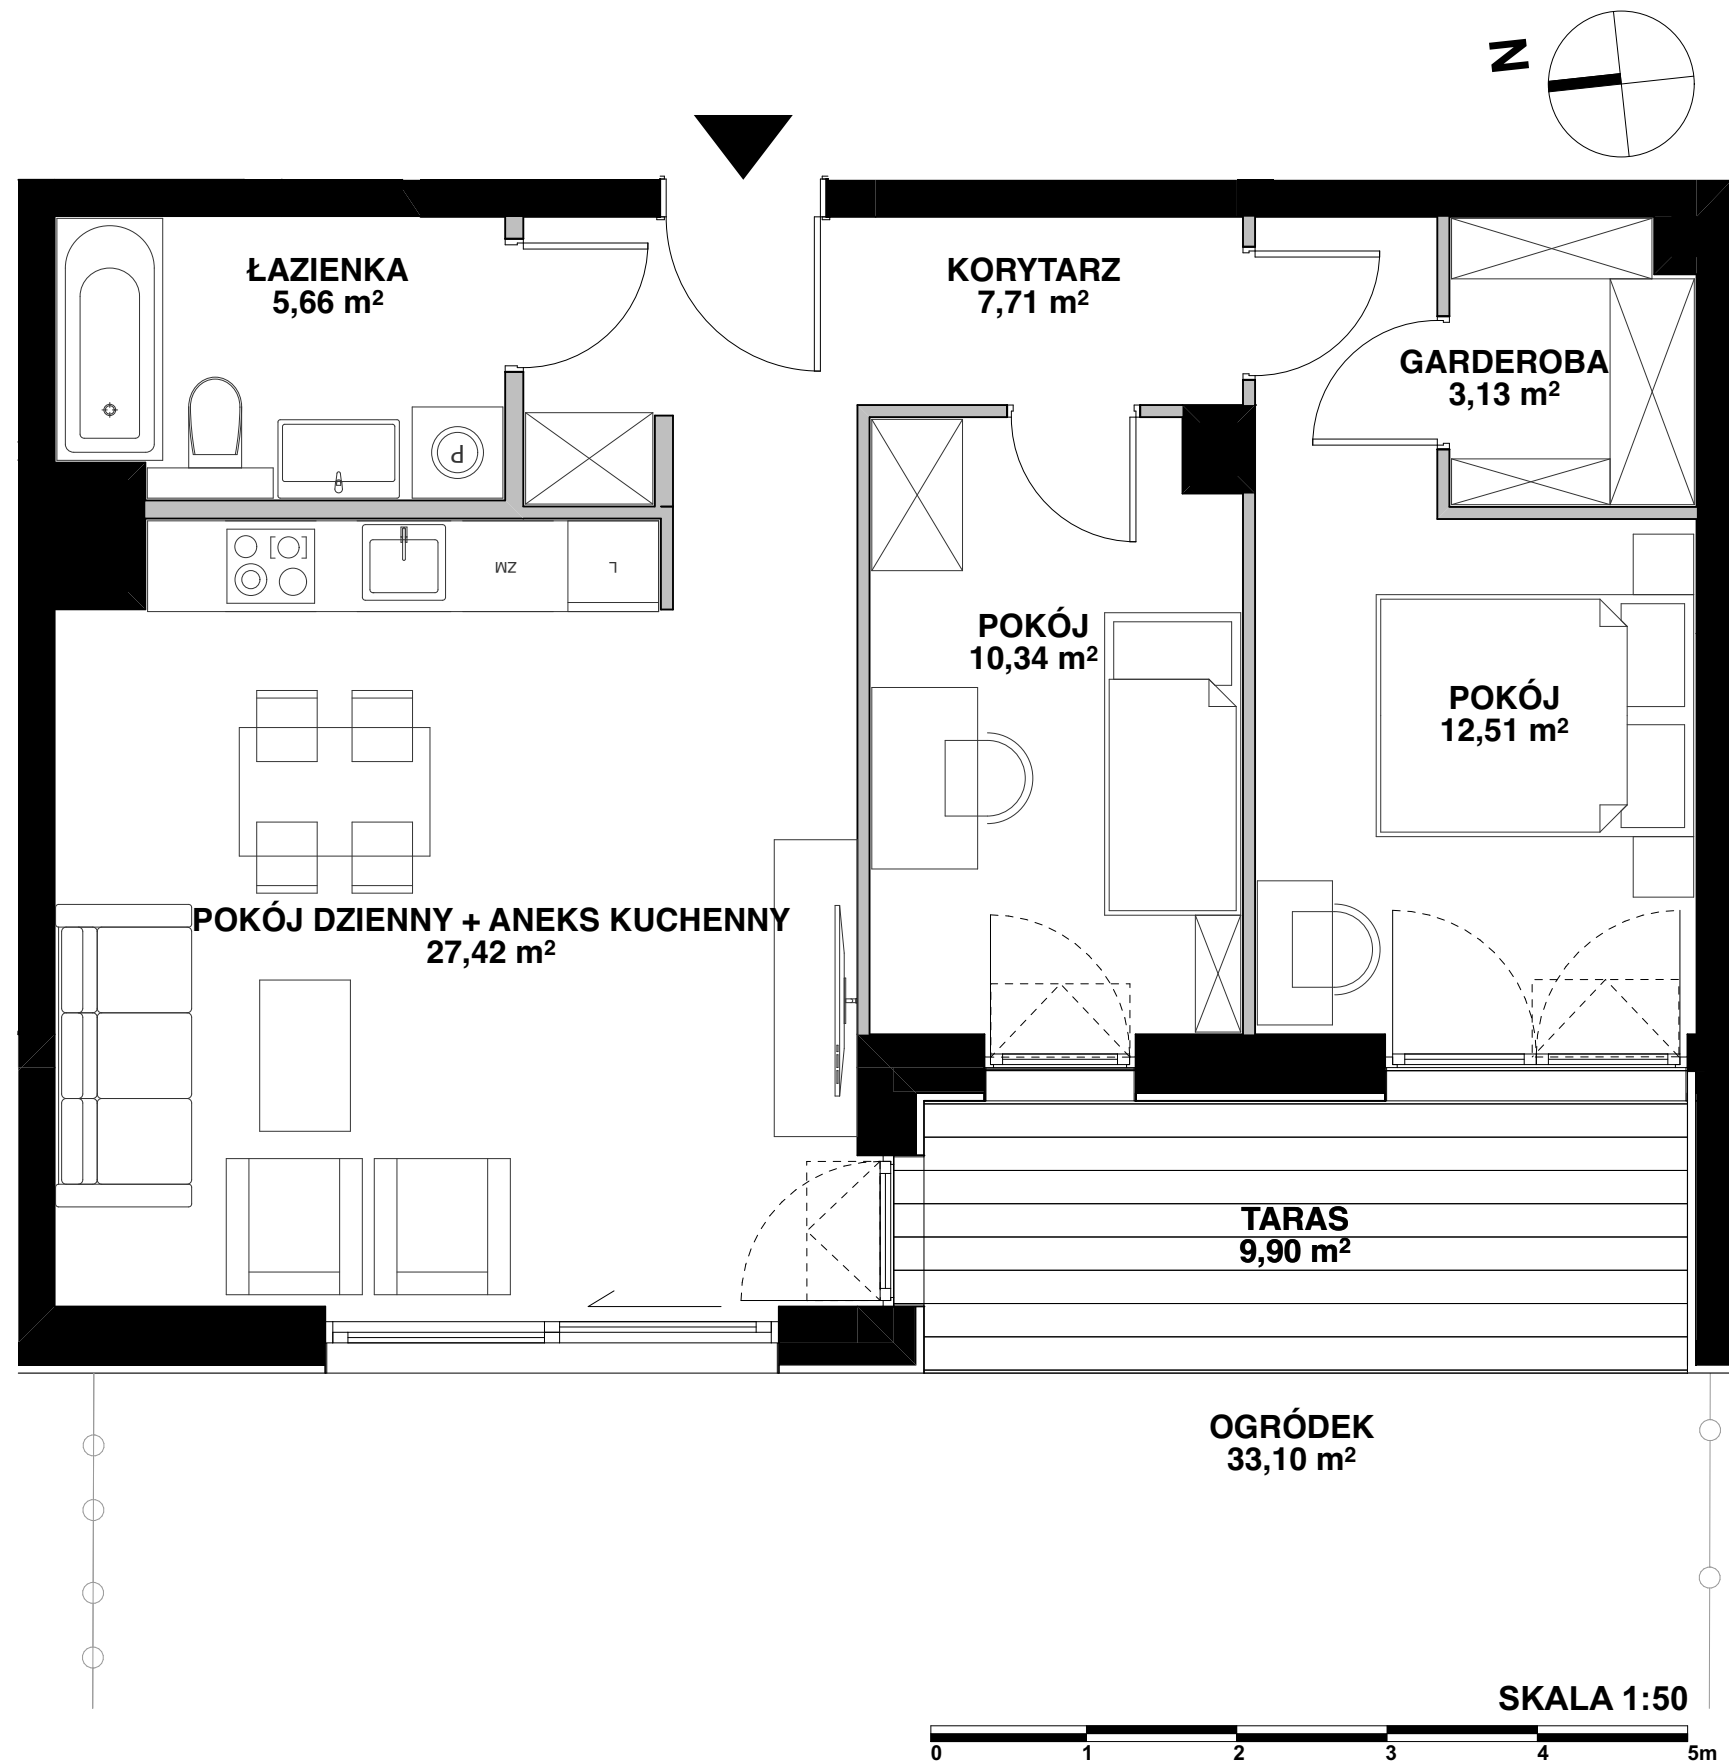 N
ŁAZIENKA
5,66 m²
KORYTARZ
7,71 m²
GARDEROBA
3,13 m²
P
ZM
L
POKÓJ
10,34 m²
POKÓJ
12,51 m²
POKÓJ DZIENNY + ANEKS KUCHENNY
27,42 m²
TARAS
9,90 m²
OGRÓDEK
33,10 m²
SKALA 1:50
0 1 2 3 4 5m